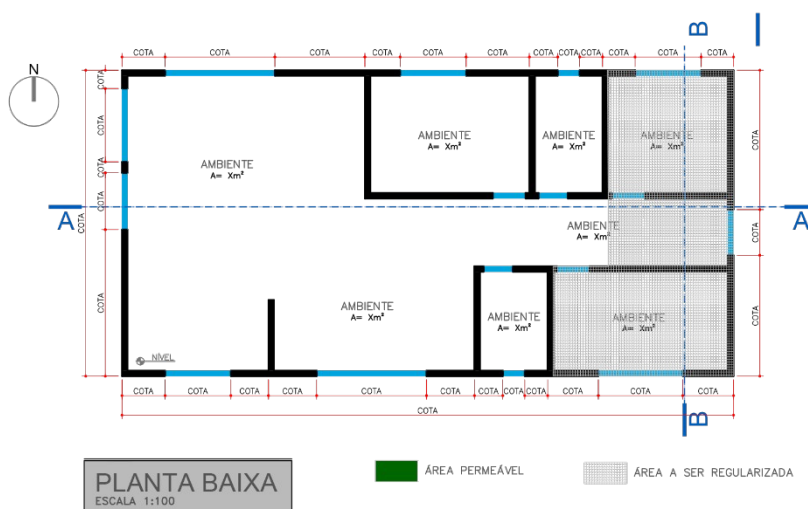 B
COTA COTA COTA COTA COTA COTA COTA COTA COTA COTA COTA COTA
N
COTA
COTA
AMBIENTE
A= Xm²
AMBIENTE
A= Xm²
AMBIENTE
A= Xm²
AMBIENTE
A= Xm²
COTA
COTA
A
A
COTA
AMBIENTE
A= Xm²
COTA
COTA
COTA
AMBIENTE
A= Xm²
AMBIENTE
A= Xm²
AMBIENTE
A= Xm²
COTA
NÍVEL
COTA COTA COTA COTA COTA COTA COTA COTA COTA COTA COTA COTA
COTA
B
PLANTA BAIXA
ESCALA 1:100
ÁREA PERMEÁVEL
ÁREA A SER REGULARIZADA